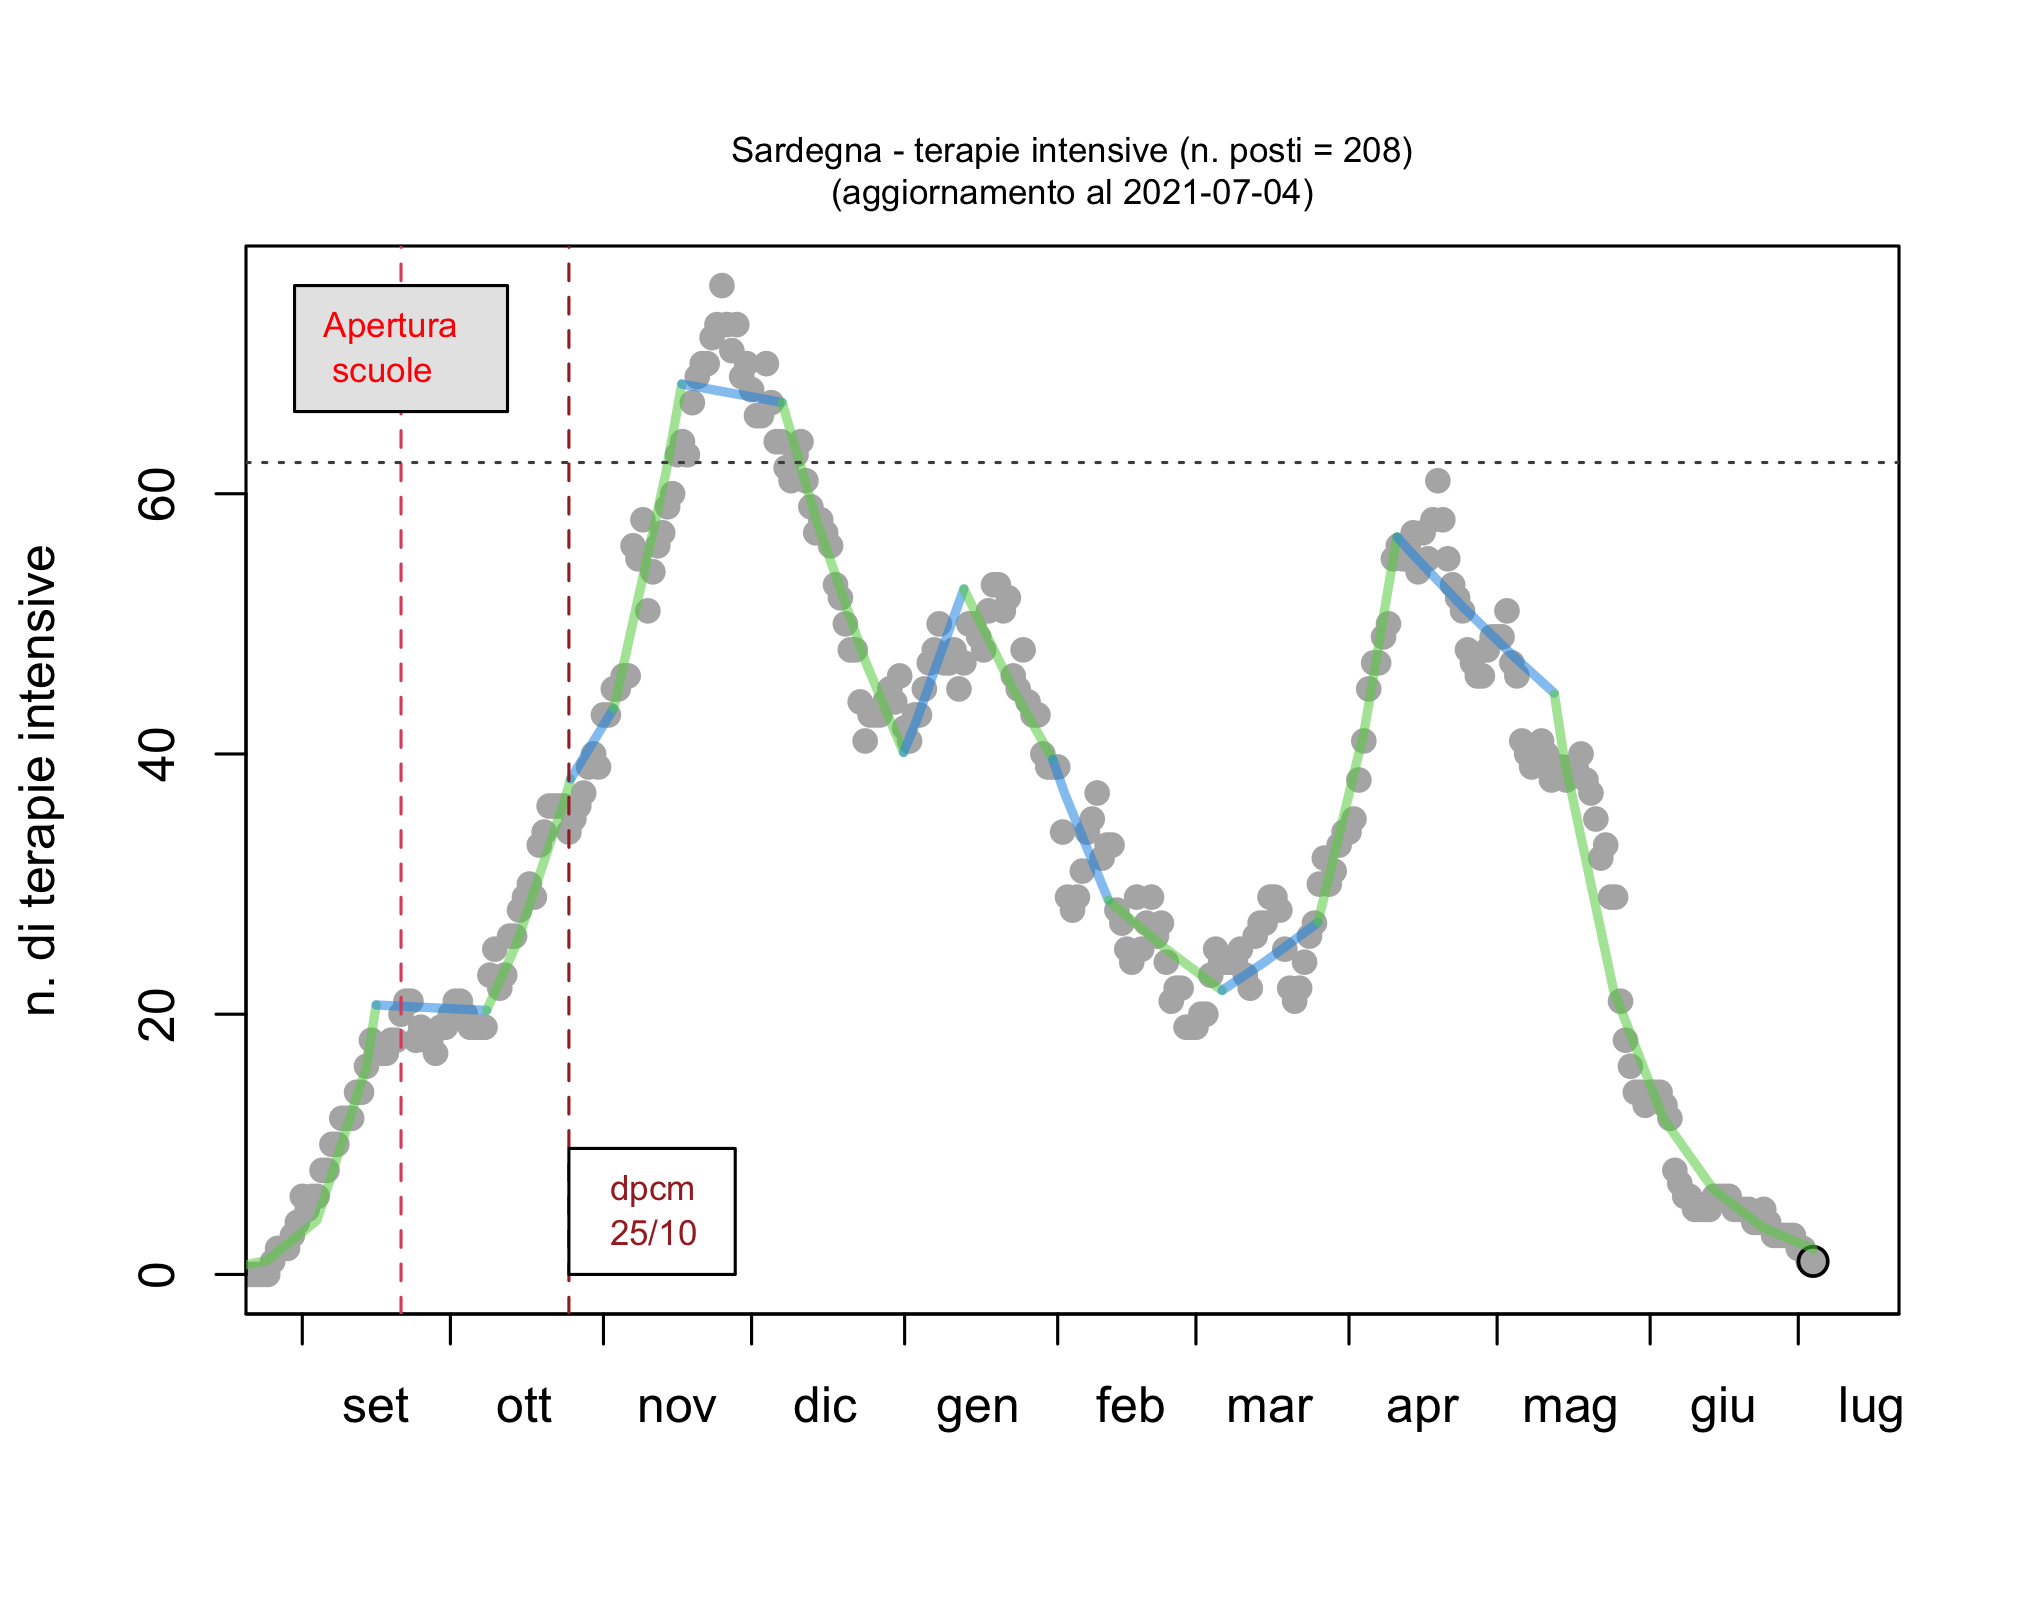 Sardegna - terapie intensive (n. posti = 208)
(aggiornamento al 2021-07-04)
Apertura
scuole
n. di terapie intensive
60
40
20
0
dpcm
25/10
set ott nov dic gen feb mar apr mag giu lug